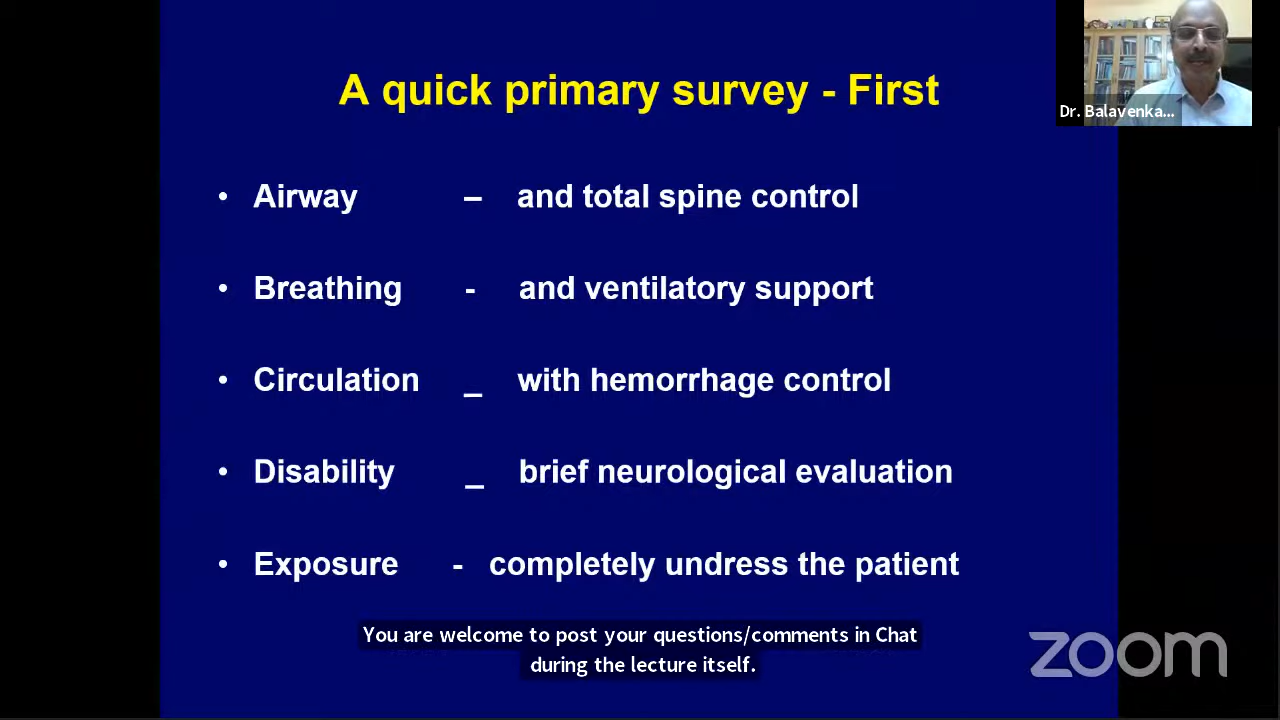 A quick primary survey - First
Dr. Balavenka...
• Airway – and total spine control
• Breathing - and ventilatory support
• Circulation _ with hemorrhage control
• Disability _ brief neurological evaluation
• Exposure - completely undress the patient
You are welcome to post your questions/comments in Chat
during the lecture itself.
zoom